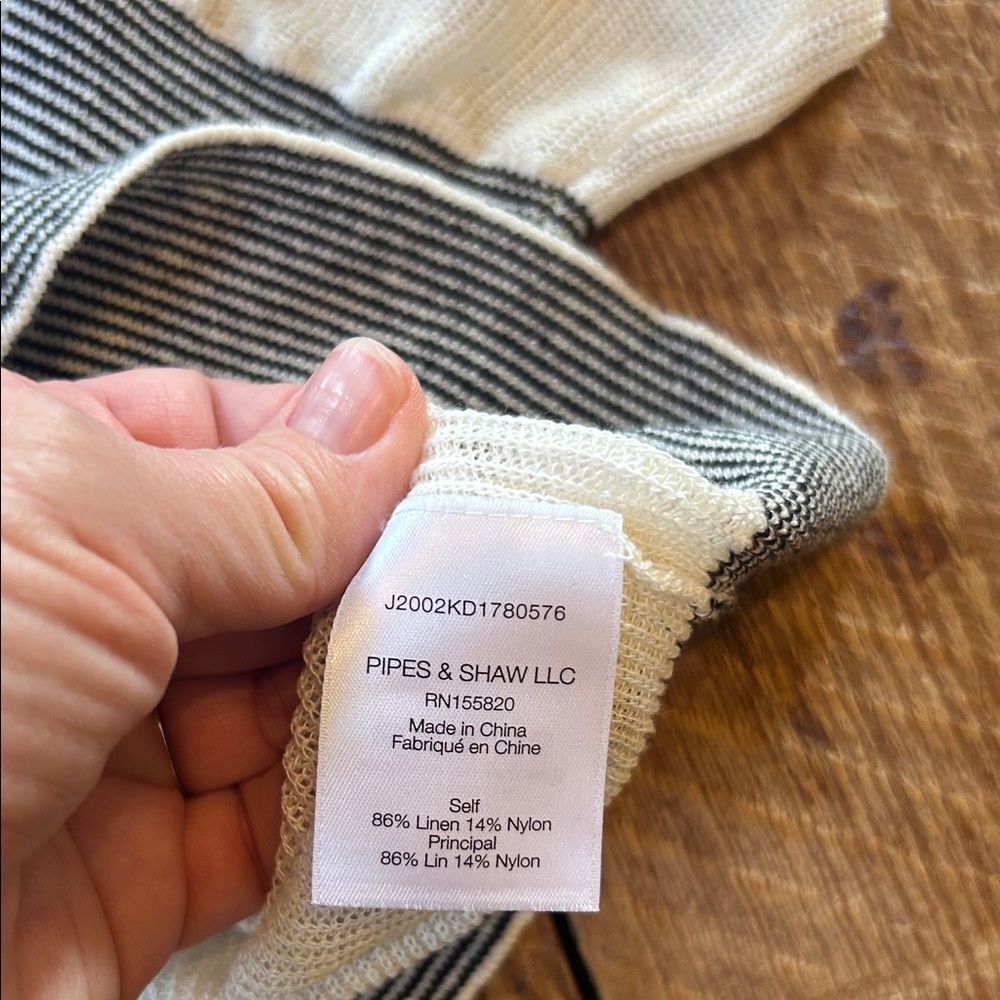 J2002KD1780576
PIPES & SHAW LLC
RN155820
Made in China
Fabriqué en Chine
Self
86% Linen 14% Nylon
Principal
86% Lin 14% Nylon